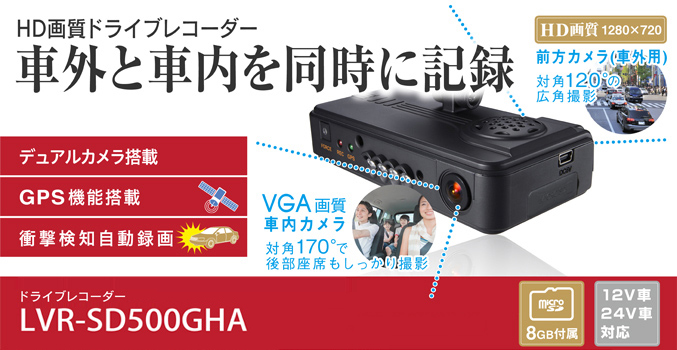 HD画質ドライブレコーダー
車外と車内を同時に記録
HD画質 1280×720
前方カメラ(車外用)
対角120°の
広角撮影
デュアルカメラ搭載
GPS機能搭載
衝撃検知自動録画
VGA画質
車内カメラ
対角170°で
後部座席もしっかり撮影
FORCE
REC
GPS
ドライブレコーダー
LVR-SD500GHA
micro
SD
8GB付属
12V車
24V車
対応